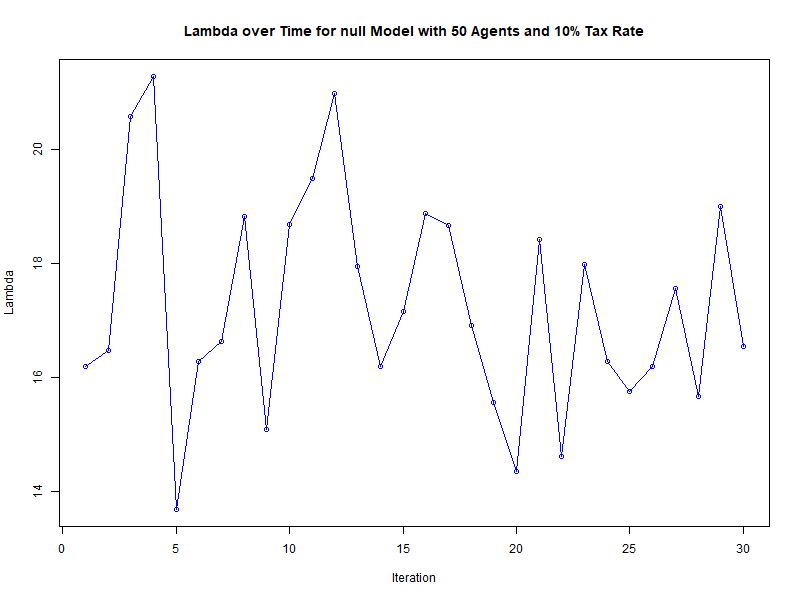 Lambda over Time for null Model with 50 Agents and 10% Tax Rate
20
18
16
14
Lambda
0 5 10 15 20 25 30
Iteration